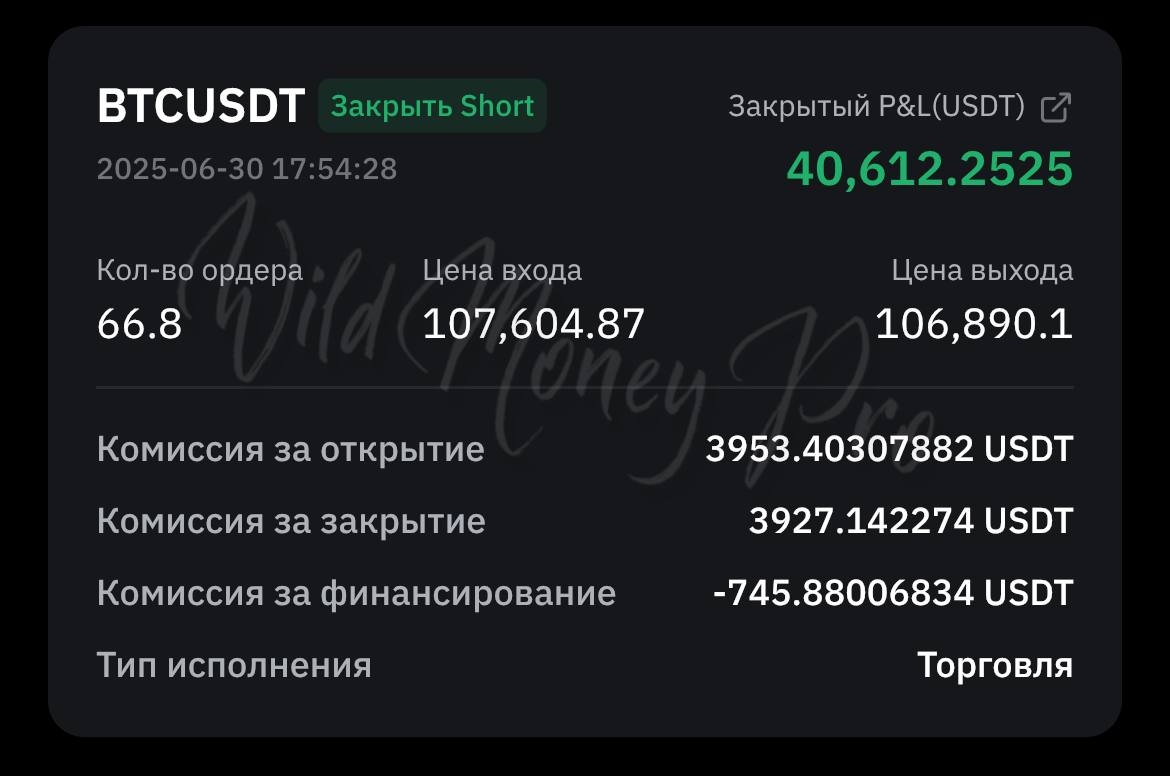 BTCUSDT Закрыть Short
Закрытый P&L(USDT)
2025-06-30 17:54:28
40,612.2525
Кол-во ордера Цена входа Цена выхода
66.8 107,604.87 106,890.1
Wild Money Pro
Комиссия за открытие 3953.40307882 USDT
Комиссия за закрытие 3927.142274 USDT
Комиссия за финансирование -745.88006834 USDT
Тип исполнения Торговля